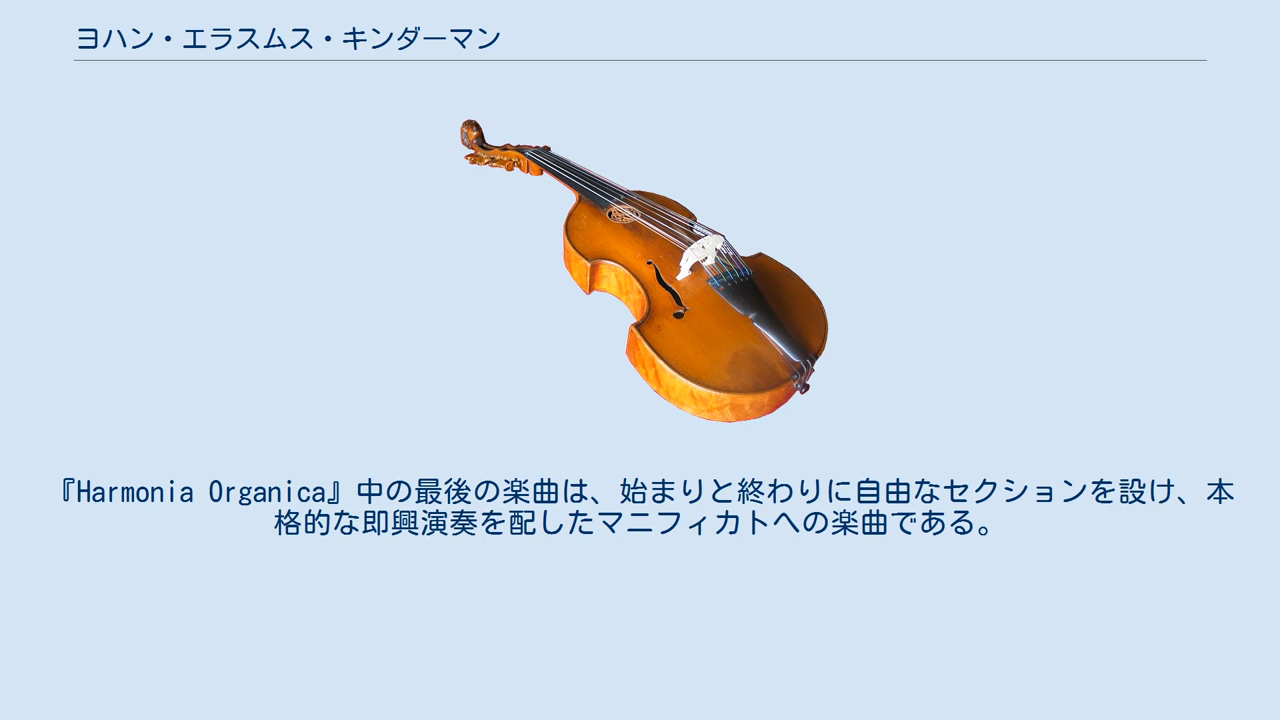 ヨハン・エラスムス・キンダーマン
『Harmonia Organica』中の最後の楽曲は、始まりと終わりに自由なセクションを設け、本
格的な即興演奏を配したマニフィカトへの楽曲である。